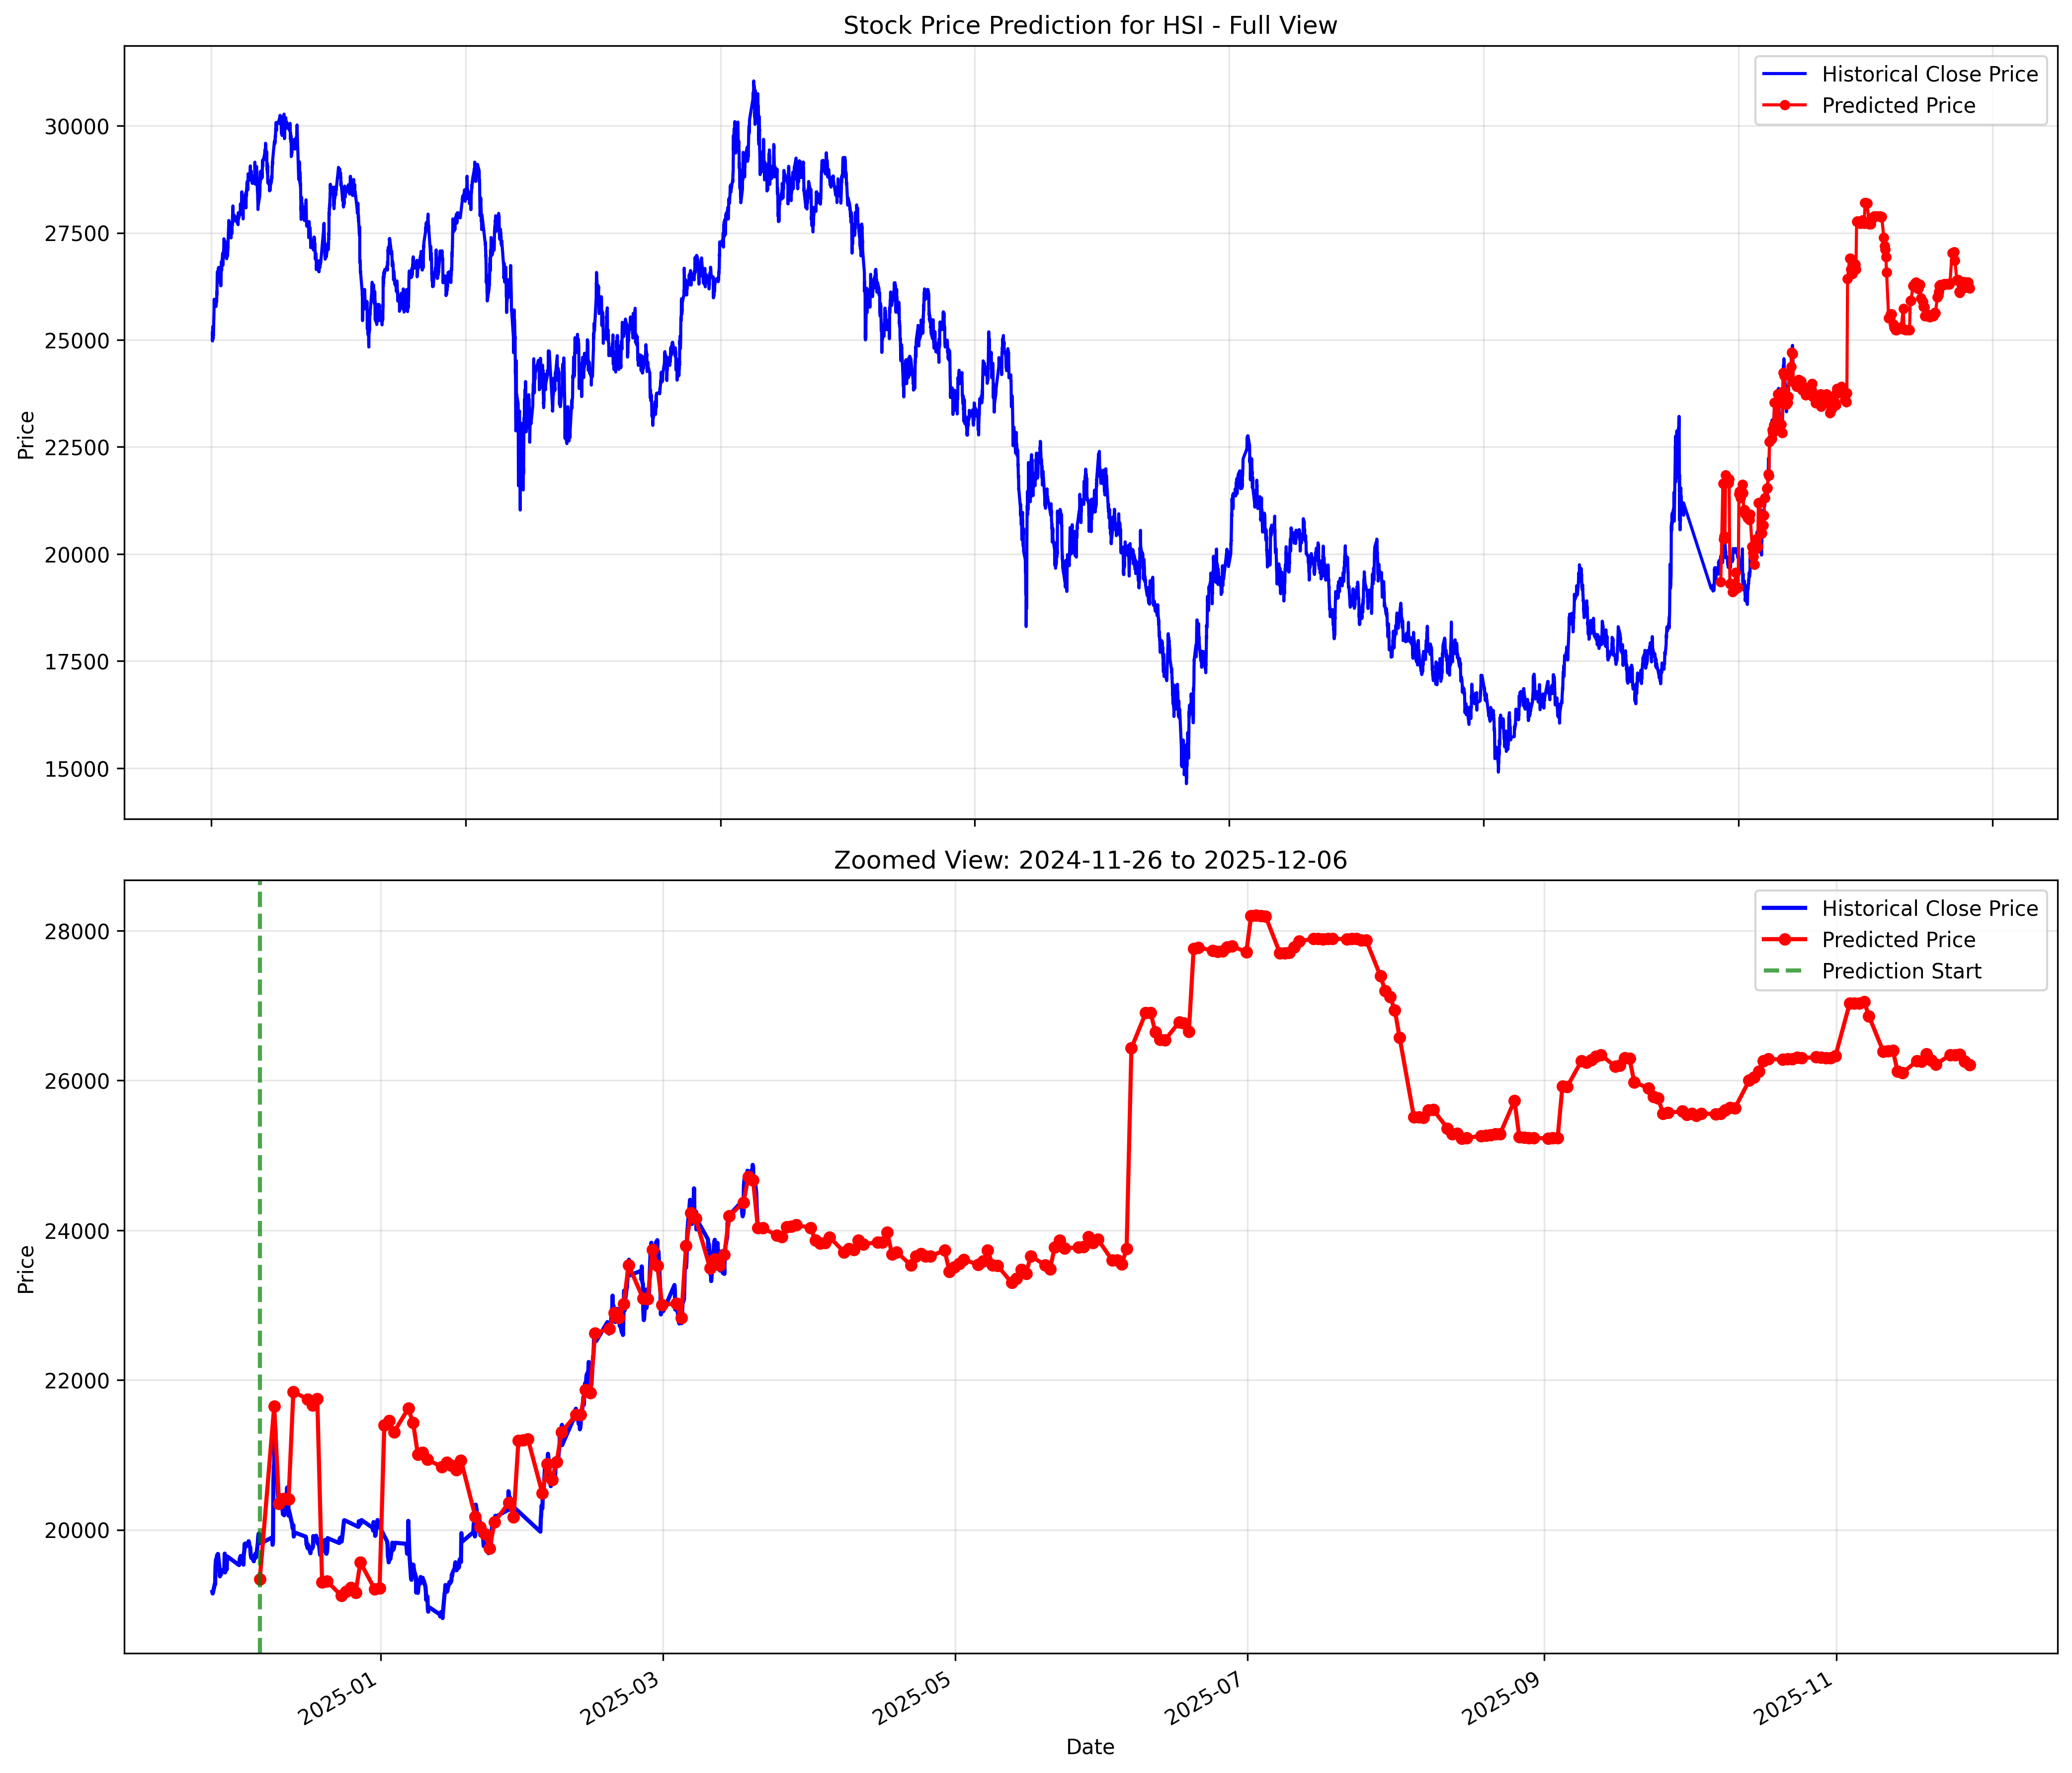 Stock Price Prediction for HSI - Full View
Historical Close Price
Predicted Price
30000
27500
25000
22500
20000
17500
15000
Price
Zoomed View: 2024-11-26 to 2025-12-06
Historical Close Price
Predicted Price
Prediction Start
28000
26000
24000
22000
20000
Price
2025-01
2025-03
2025-05
2025-07
2025-09
2025-11
Date